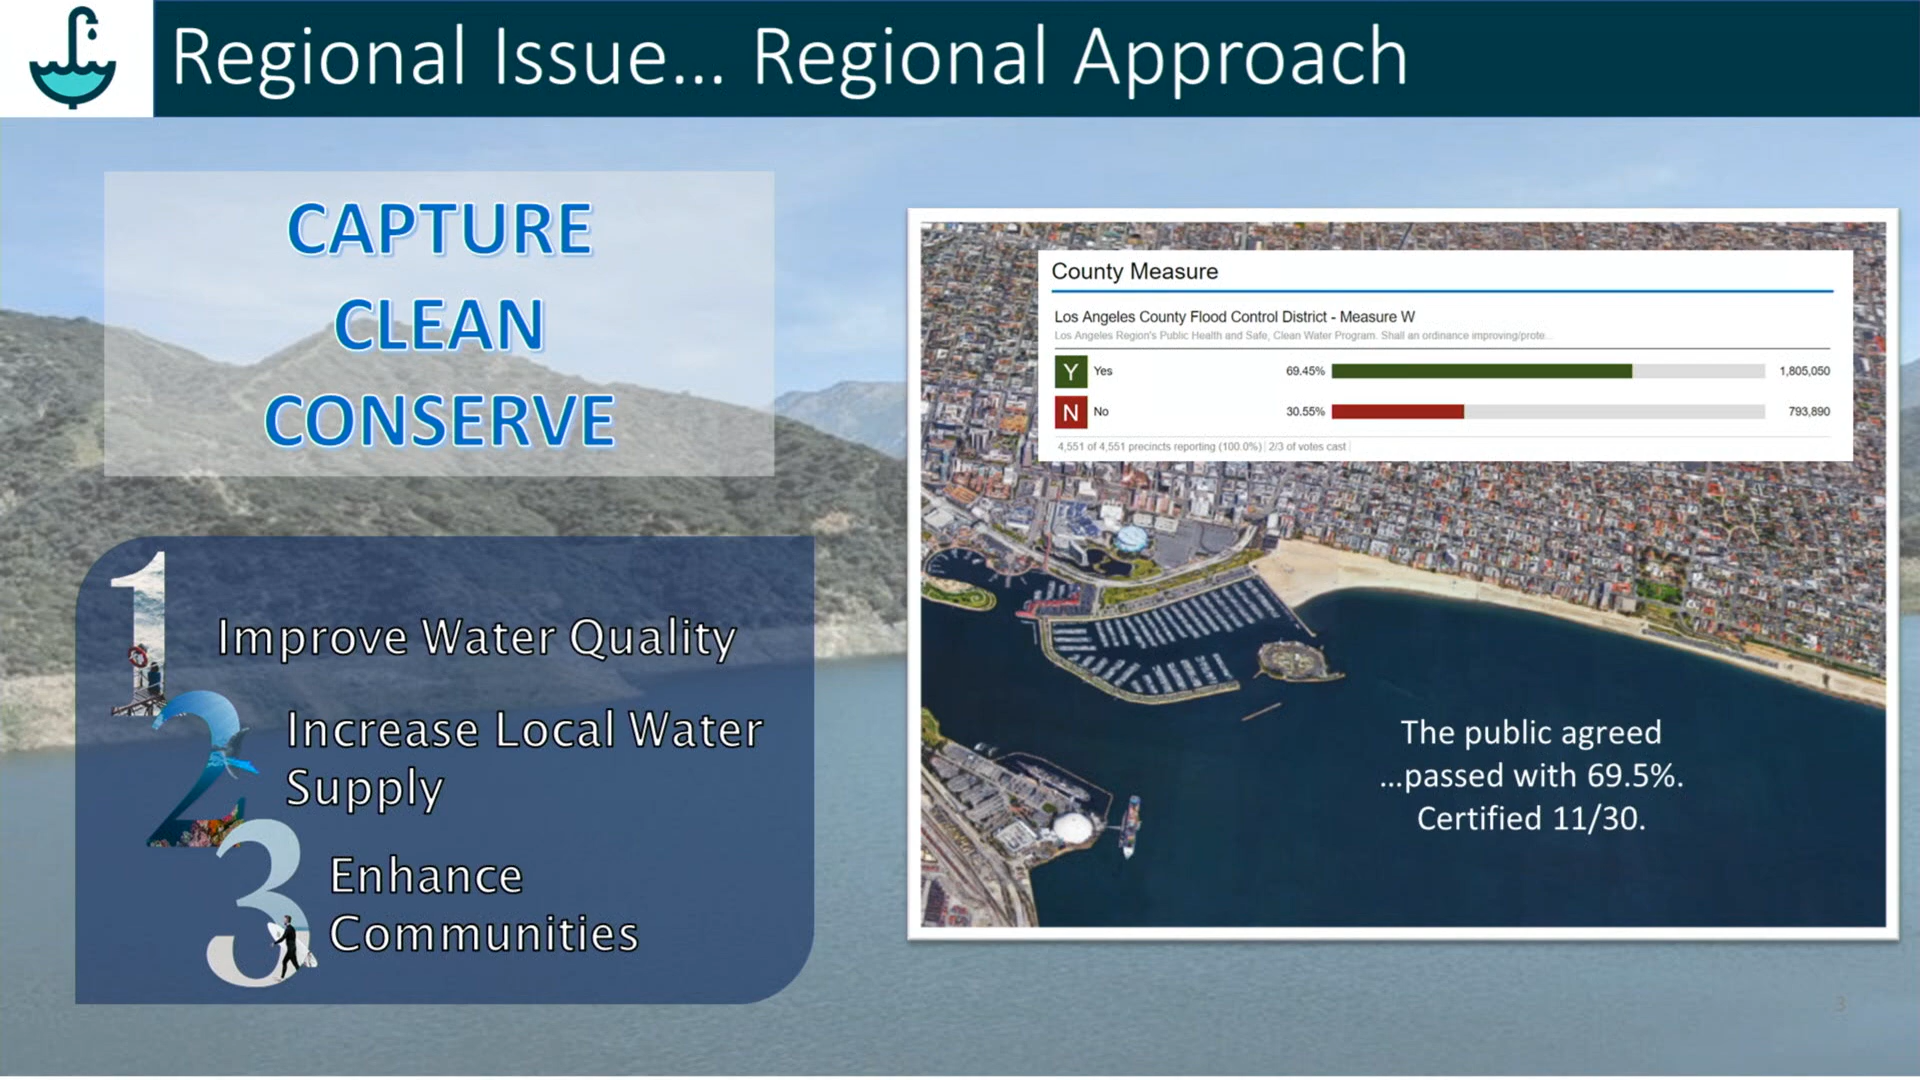 Regional Issue... Regional Approach
CAPTURE
CLEAN
CONSERVE
1
Improve Water Quality
2
Increase Local Water
Supply
3
Enhance
Communities
County Measure
Los Angeles County Flood Control District - Measure W
Los Angeles Region's Public Health and Safe, Clean Water Program. Shall an ordinance improving/prote...
Y Yes 69.45% 1,805,050
N No 30.55% 793,890
4,551 of 4,551 precincts reporting (100.0%) | 2/3 of votes cast |
The public agreed
...passed with 69.5%.
Certified 11/30.
3